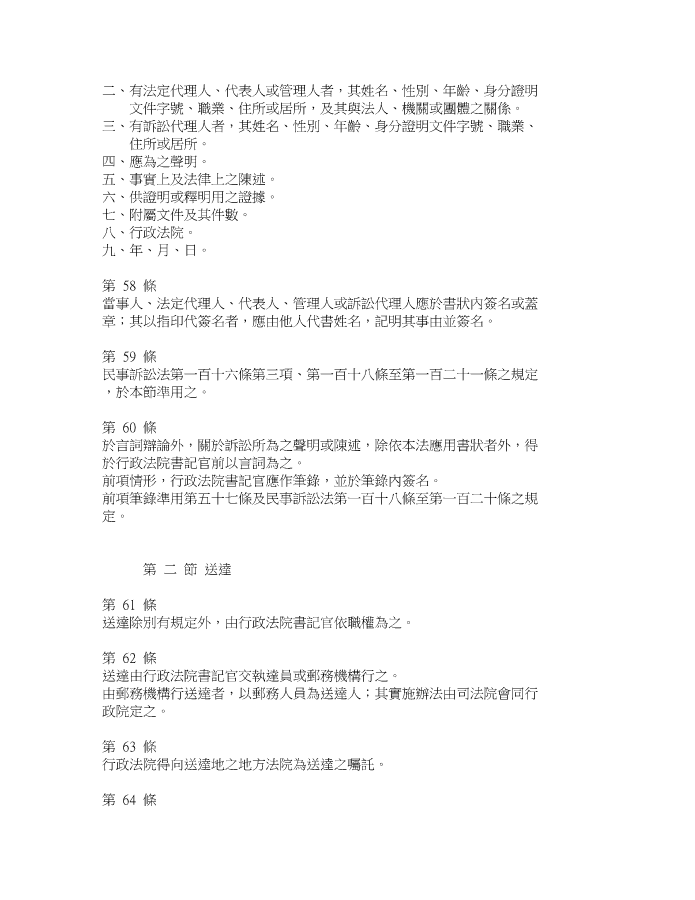 二、有法定代理人、代表人或管理人者，其姓名、性別、年齡、身分證明
文件字號、職業、住所或居所，及其與法人、機關或團體之關係。
三、有訴訟代理人者，其姓名、性別、年齡、身分證明文件字號、職業、
住所或居所。
四、應為之聲明。
五、事實上及法律上之陳述。
六、供證明或釋明用之證據。
七、附屬文件及其件數。
八、行政法院。
九、年、月、日。
第 58 條
當事人、法定代理人、代表人、管理人或訴訟代理人應於書狀內簽名或蓋
章；其以指印代簽名者，應由他人代書姓名，記明其事由並簽名。
第 59 條
民事訴訟法第一百十六條第三項、第一百十八條至第一百二十一條之規定
，於本節準用之。
第 60 條
於言詞辯論外，關於訴訟所為之聲明或陳述，除依本法應用書狀者外，得
於行政法院書記官前以言詞為之。
前項情形，行政法院書記官應作筆錄，並於筆錄內簽名。
前項筆錄準用第五十七條及民事訴訟法第一百十八條至第一百二十條之規
定。
第 二 節 送達
第 61 條
送達除別有規定外，由行政法院書記官依職權為之。
第 62 條
送達由行政法院書記官交執達員或郵務機構行之。
由郵務機構行送達者，以郵務人員為送達人；其實施辦法由司法院會同行
政院定之。
第 63 條
行政法院得向送達地之地方法院為送達之囑託。
第 64 條